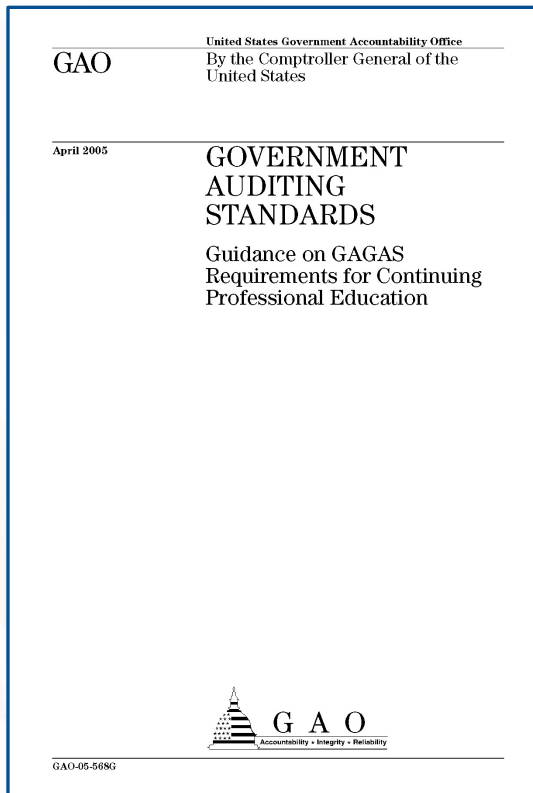 United States Government Accountability Office
GAO
By the Comptroller General of the
United States
April 2005
GOVERNMENT
AUDITING
STANDARDS
Guidance on GAGAS
Requirements for Continuing
Professional Education
G A O
Accountability * Integrity * Reliability
GAO-05-568G